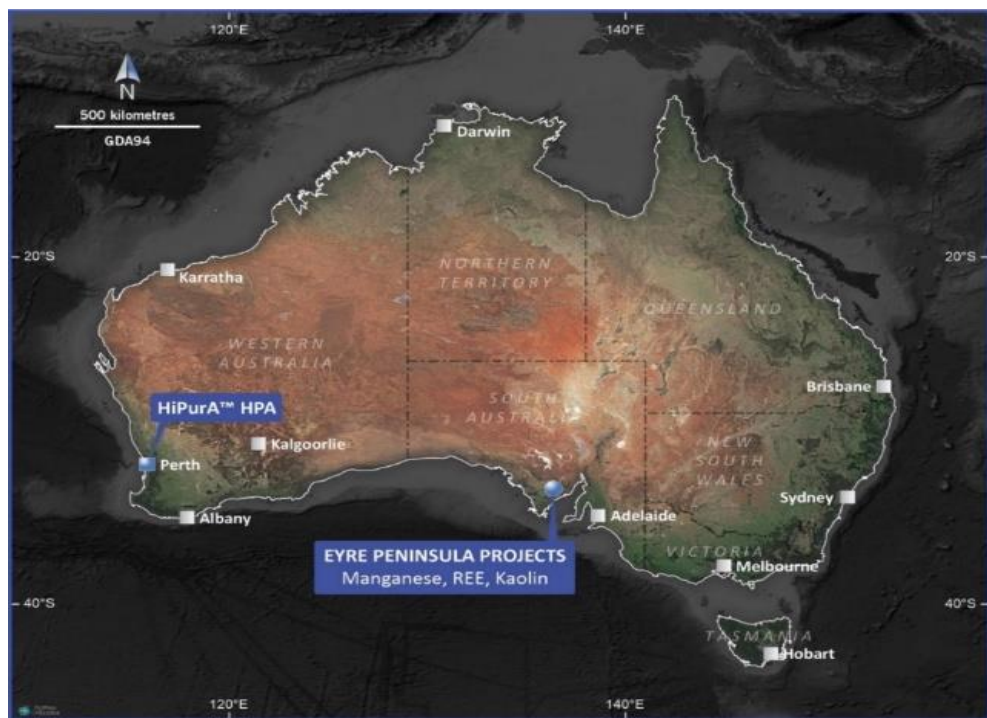 120°E
140°E
N
500 kilometres
GDA94
Darwin
20°S
20°S
Karratha
NORTHERN
TERRITORY
QUEENSLAND
WESTERN
AUSTRALIA
SOUTH
AUSTRALIA
Brisbane
HiPurA™ HPA
Kalgoorlie
NEW
SOUTH
WALES
Perth
Sydney
Albany
Adelaide
EYRE PENINSULA PROJECTS
Manganese, REE, Kaolin
VICTORIA
Melbourne
40°S
40°S
TASMANIA
Hobart
120°E
140°E